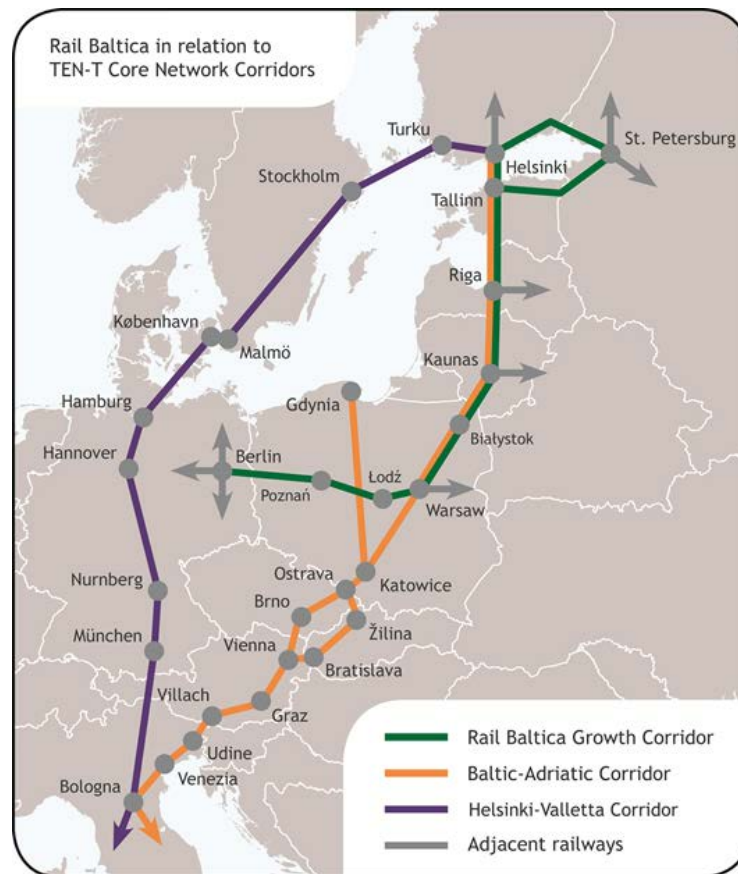 Rail Baltica in relation to
TEN-T Core Network Corridors
Turku
St. Petersburg
Helsinki
Stockholm
Tallinn
Riga
København
Malmö
Kaunas
Gdynia
Hamburg
Białystok
Hannover
Berlin
Łodź
Poznań
Warsaw
Ostrava
Katowice
Nurnberg
Brno
Žilina
München
Vienna
Bratislava
Villach
Graz
Udine
Venezia
Bologna
Rail Baltica Growth Corridor
Baltic-Adriatic Corridor
Helsinki-Valletta Corridor
Adjacent railways